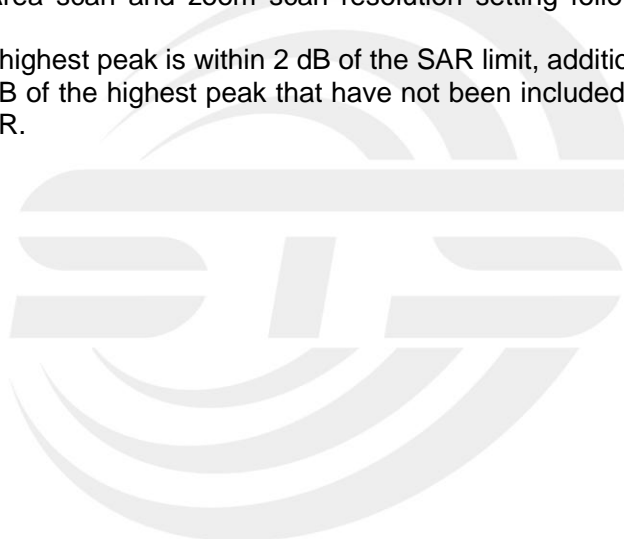 Area scan and zoom scan resolution setting follo
highest peak is within 2 dB of the SAR limit, additio
B of the highest peak that have not been included
R.
STS